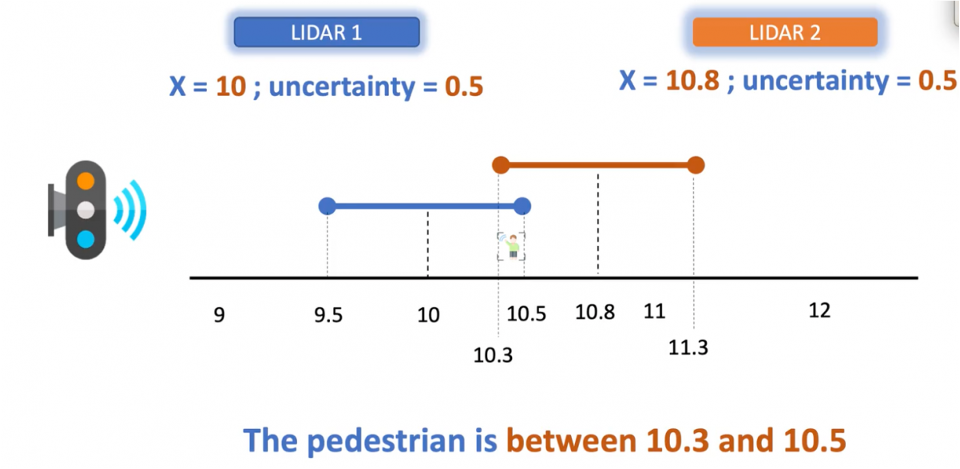 LIDAR 1
LIDAR 2
X = 10 ; uncertainty = 0.5
X = 10.8 ; uncertainty = 0.5
9
9.5
10
10.5
10.8
11
12
10.3
11.3
The pedestrian is between 10.3 and 10.5